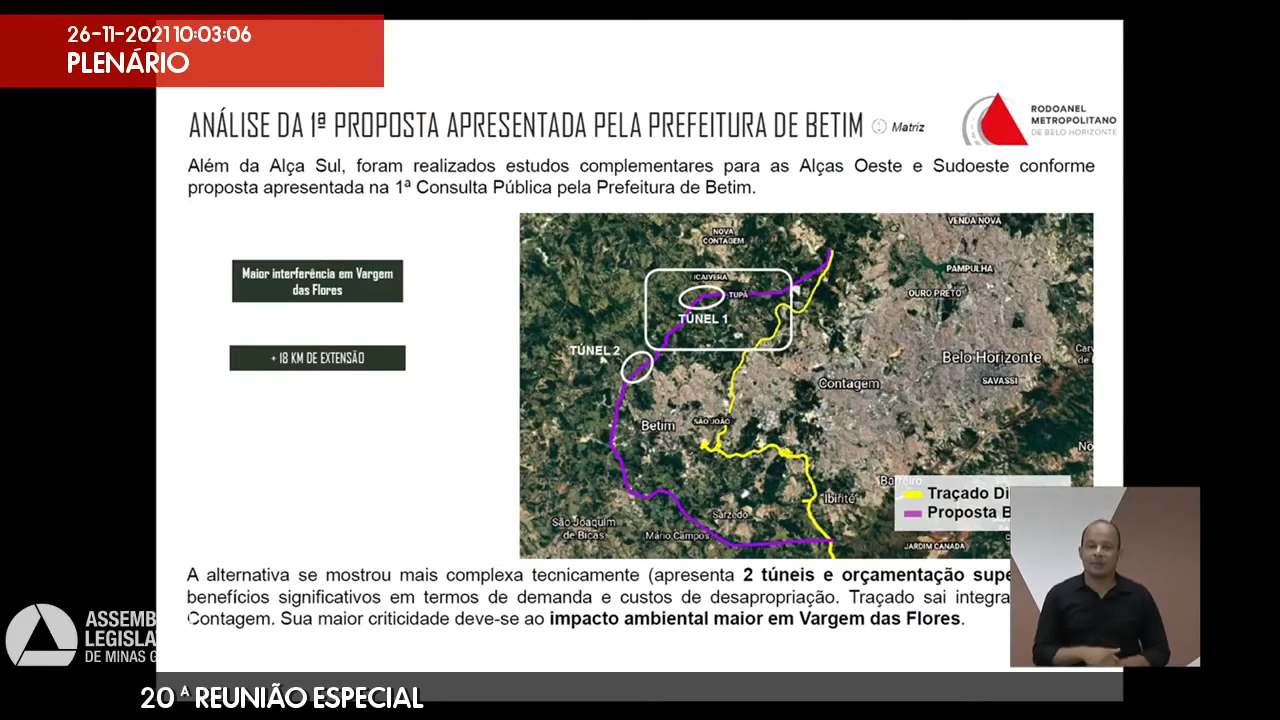 26-11-2021 10:03:06
PLENÁRIO
ANÁLISE DA 1ª PROPOSTA APRESENTADA PELA PREFEITURA DE BETIM
Matriz
RODOANEL
METROPOLITANO
DE BELO HORIZONTE
Além da Alça Sul, foram realizados estudos complementares para as Alças Oeste e Sudoeste conforme
proposta apresentada na 1ª Consulta Pública pela Prefeitura de Betim.
Maior interferência em Vargem
das Flores
+ 18 KM DE EXTENSÃO
VENDA NOVA
NOVA
CONTAGEM
PAMPULHA
ICAIVERA
TUPÃ
OURO PRETO
TÚNEL 1
TÚNEL 2
Belo Horizonte
SAVASSI
Contagem
SÃO JOÃO
Betim
Ibirité
Sarzedo
São Joaquim
de Bicas
Mário Campos
JARDIM CANADÁ
Traçado
Proposta
A alternativa se mostrou mais complexa tecnicamente (apresenta 2 túneis e orçamentação
benefícios significativos em termos de demanda e custos de desapropriação. Traçado sai
Contagem. Sua maior criticidade deve-se ao impacto ambiental maior em Vargem das Flores.
ASSEMB
LEGISLA
DE MINAS G
20ª REUNIÃO ESPECIAL